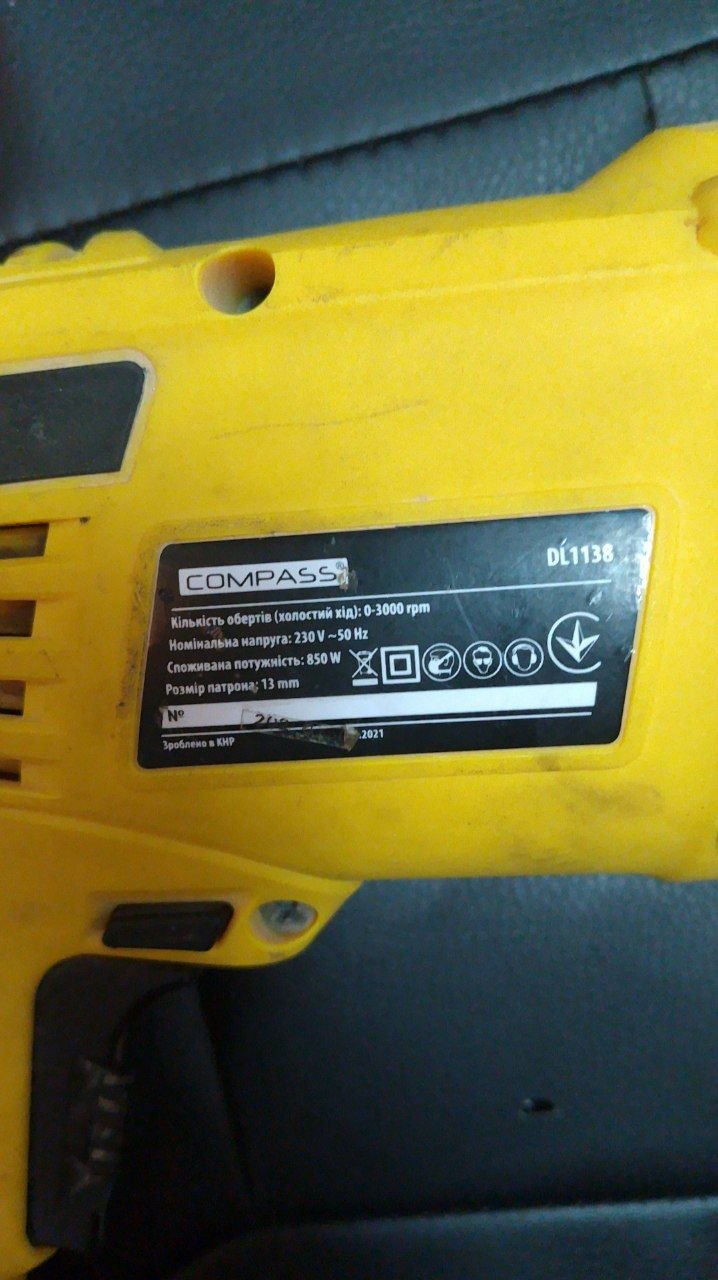 COMPASS®
DL1138
Кількість обертів (холостий хід): 0-3000 rpm
Номінальна напруга: 230 V ~50 Hz
Споживана потужність: 850 W
Розмір патрона: 13 mm
№
Зроблено в КНР
.2021